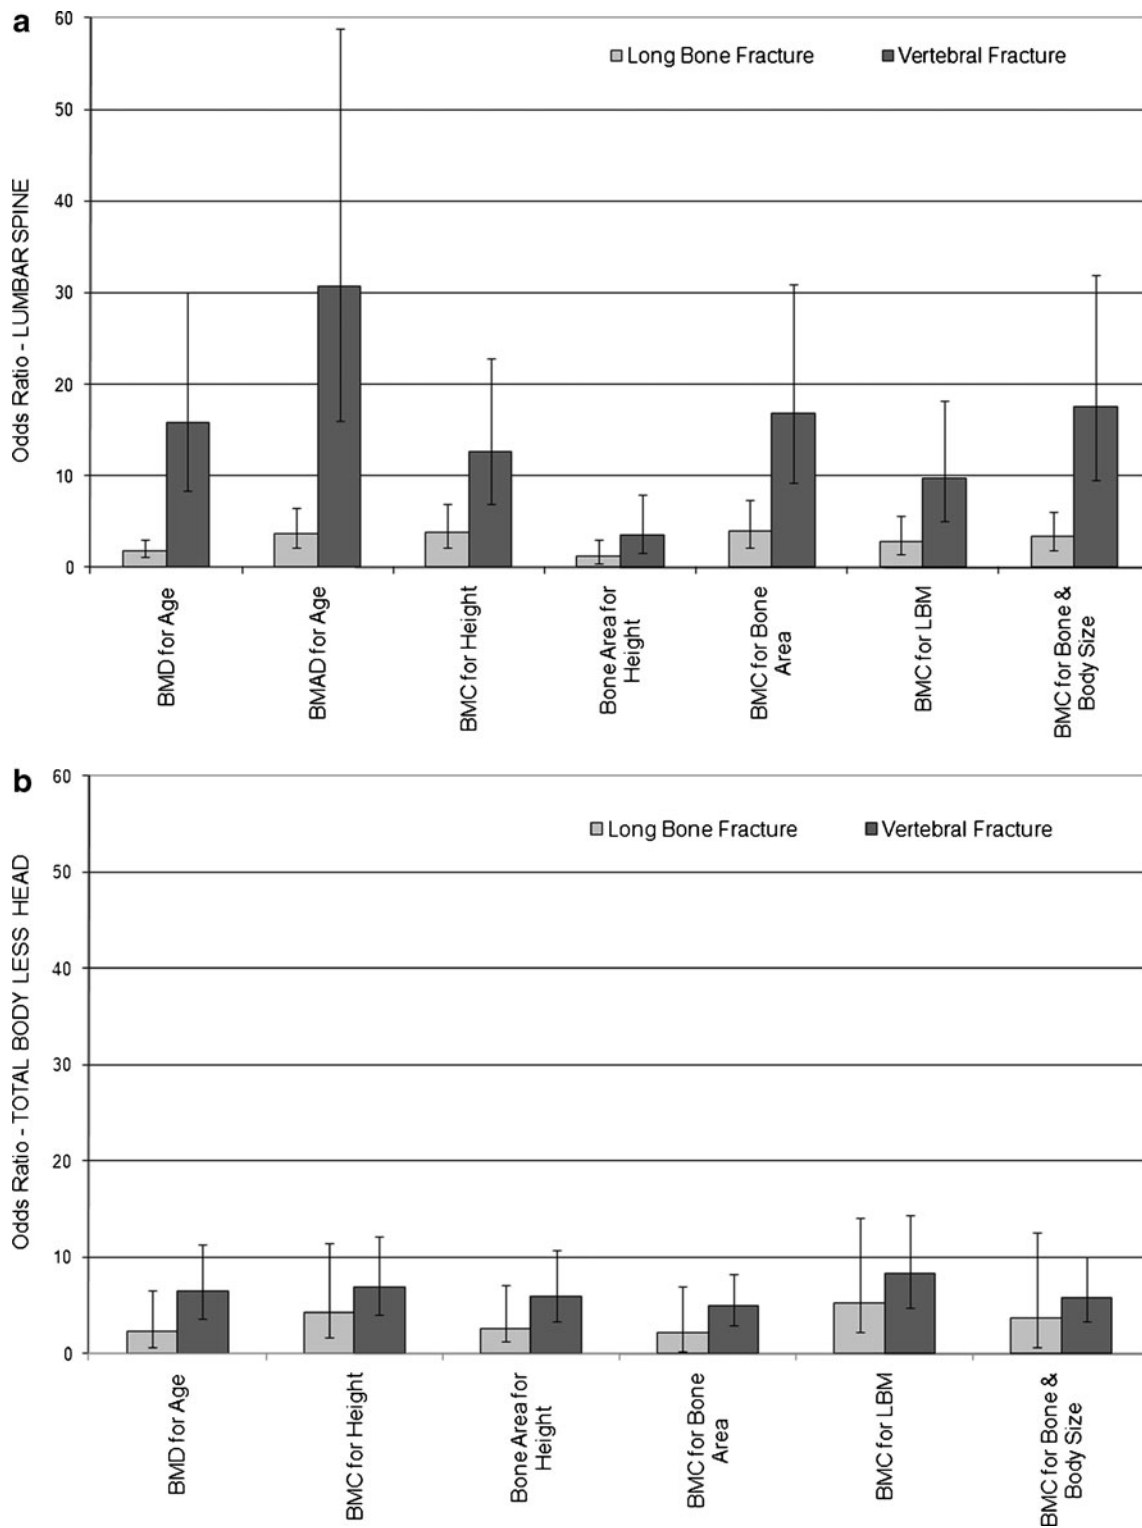 a
Odds Ratio - LUMBAR SPINE
60
50
40
30
20
10
0
Long Bone Fracture
Vertebral Fracture
BMD for Age
BMAD for Age
BMC for Height
Bone Area for
Height
BMC for Bone
Area
BMC for LBM
BMC for Bone &
Body Size
b
Odds Ratio - TOTAL BODY LESS HEAD
60
50
40
30
20
10
0
Long Bone Fracture
Vertebral Fracture
BMD for Age
BMC for Height
Bone Area for
Height
BMC for Bone
Area
BMC for LBM
BMC for Bone &
Body Size